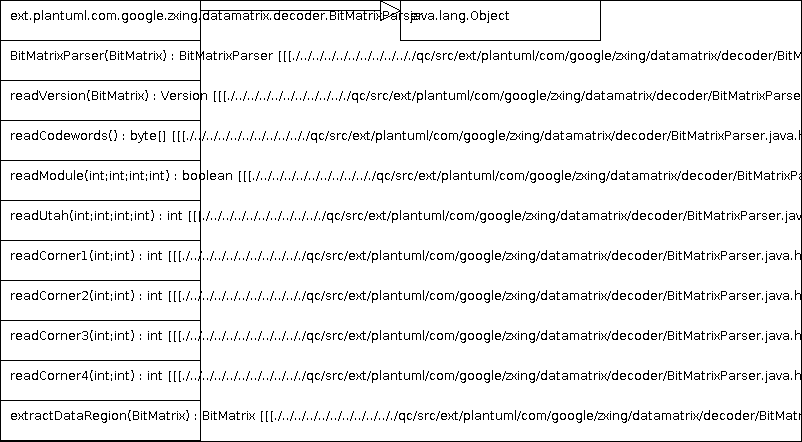 ext.plantuml.com.google.zxing.datamatrix.decoder.BitMatrixParser
java.lang.Object
BitMatrixParser(BitMatrix) : BitMatrixParser [[[./../../../../../../../../../../qc/src/ext/plantuml/com/google/zxing/datamatrix/decoder/BitM
readVersion(BitMatrix) : Version [[[./../../../../../../../../../../qc/src/ext/plantuml/com/google/zxing/datamatrix/decoder/BitMatrixParse
readCodewords() : byte[] [[[./../../../../../../../../../../qc/src/ext/plantuml/com/google/zxing/datamatrix/decoder/BitMatrixParser.java.h
readModule(int;int;int;int) : boolean [[[./../../../../../../../../../../qc/src/ext/plantuml/com/google/zxing/datamatrix/decoder/BitMatrixPa
readUtah(int;int;int;int) : int [[[./../../../../../../../../../../qc/src/ext/plantuml/com/google/zxing/datamatrix/decoder/BitMatrixParser.jav
readCorner1(int;int) : int [[[./../../../../../../../../../../qc/src/ext/plantuml/com/google/zxing/datamatrix/decoder/BitMatrixParser.java.h
readCorner2(int;int) : int [[[./../../../../../../../../../../qc/src/ext/plantuml/com/google/zxing/datamatrix/decoder/BitMatrixParser.java.h
readCorner3(int;int) : int [[[./../../../../../../../../../../qc/src/ext/plantuml/com/google/zxing/datamatrix/decoder/BitMatrixParser.java.h
readCorner4(int;int) : int [[[./../../../../../../../../../../qc/src/ext/plantuml/com/google/zxing/datamatrix/decoder/BitMatrixParser.java.h
extractDataRegion(BitMatrix) : BitMatrix [[[./../../../../../../../../../../qc/src/ext/plantuml/com/google/zxing/datamatrix/decoder/BitMatr